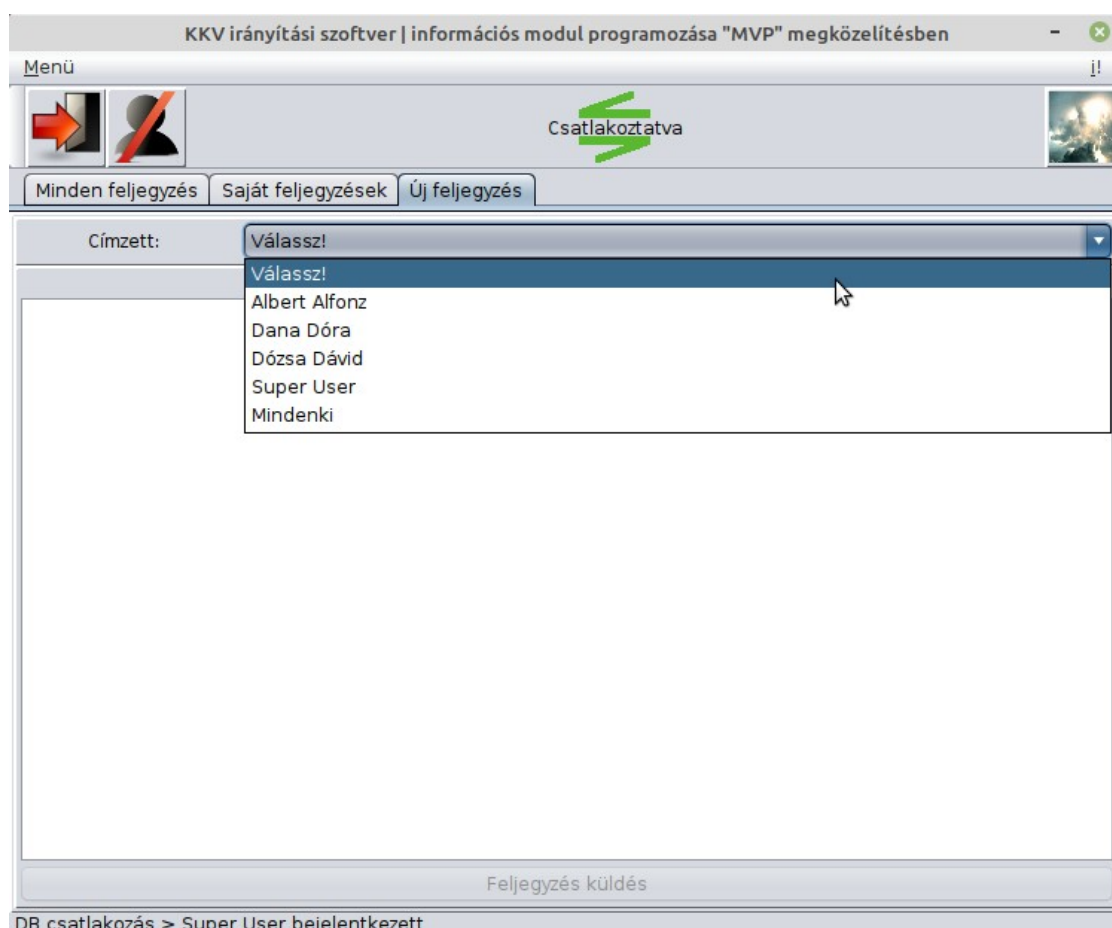 KKV irányítási szoftver | információs modul programozása "MVP" megközelítésben
Menü i!
Csatlakoztatva
Minden feljegyzés Saját feljegyzések Új feljegyzés
Címzett: Válassz!
Válassz!
Albert Alfonz
Dana Dóra
Dózsa Dávid
Super User
Mindenki
Feljegyzés küldés
DB csatlakozás > Super User bejelentkezett